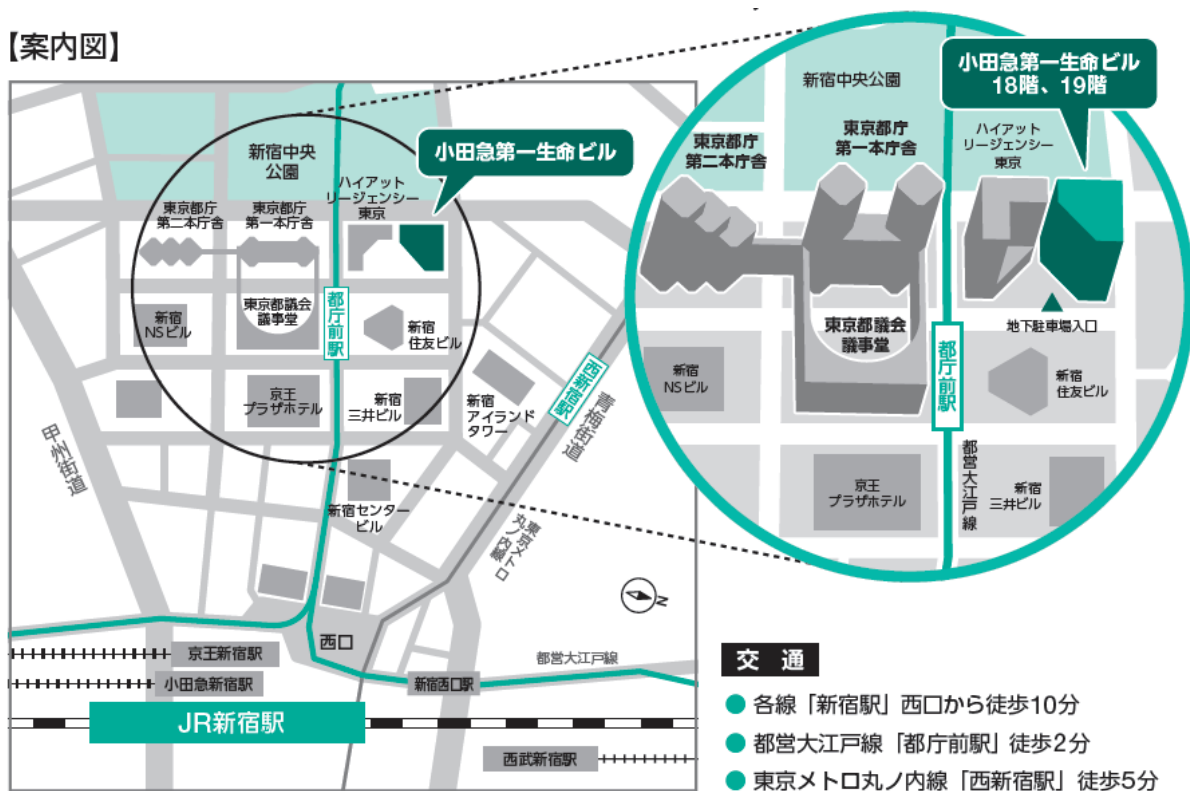 【案内図】
新宿中央
公園
小田急第一生命ビル
ハイアット
リージェンシー
東京
東京都庁
第二本庁舎
東京都庁
第一本庁舎
東京都議会
議事堂
都庁前駅
新宿
NSビル
新宿
住友ビル
京王
プラザホテル
新宿
三井ビル
新宿
アイランド
タワー
西新宿駅
青梅街道
甲州街道
新宿センター
ビル
東京メトロ
丸ノ内線
N
西口
京王新宿駅
小田急新宿駅
新宿西口駅
都営大江戸線
JR新宿駅
西武新宿駅
新宿中央公園
小田急第一生命ビル
18階、19階
東京都庁
第二本庁舎
東京都庁
第一本庁舎
ハイアット
リージェンシー
東京
東京都議会
議事堂
地下駐車場入口
都庁前駅
新宿
NSビル
新宿
住友ビル
都営大江戸線
京王
プラザホテル
新宿
三井ビル
交 通
● 各線「新宿駅」西口から徒歩10分
● 都営大江戸線「都庁前駅」徒歩2分
● 東京メトロ丸ノ内線「西新宿駅」徒歩5分